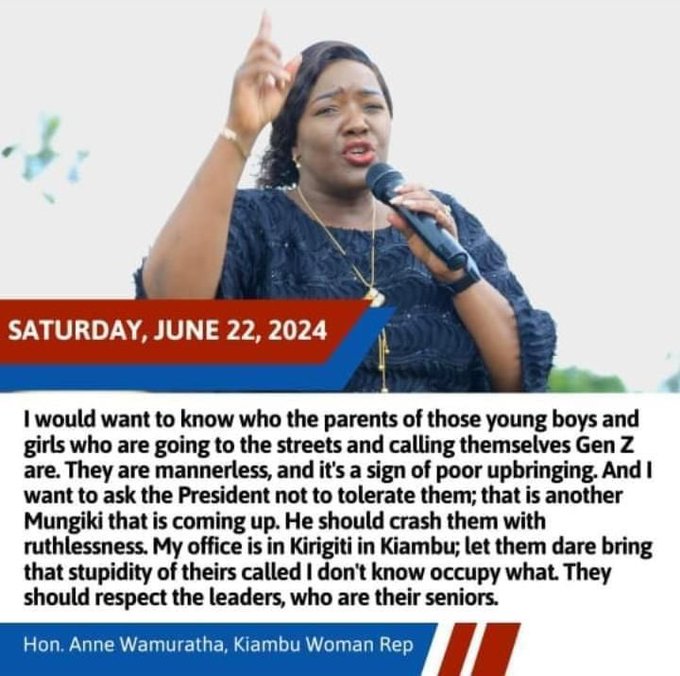 SATURDAY, JUNE 22, 2024
I would want to know who the parents of those young boys and
girls who are going to the streets and calling themselves Gen Z
are. They are mannerless, and it's a sign of poor upbringing. And I
want to ask the President not to tolerate them; that is another
Mungiki that is coming up. He should crash them with
ruthlessness. My office is in Kirigiti in Kiambu; let them dare bring
that stupidity of theirs called I don't know occupy what. They
should respect the leaders, who are their seniors.
Hon. Anne Wamuratha, Kiambu Woman Rep